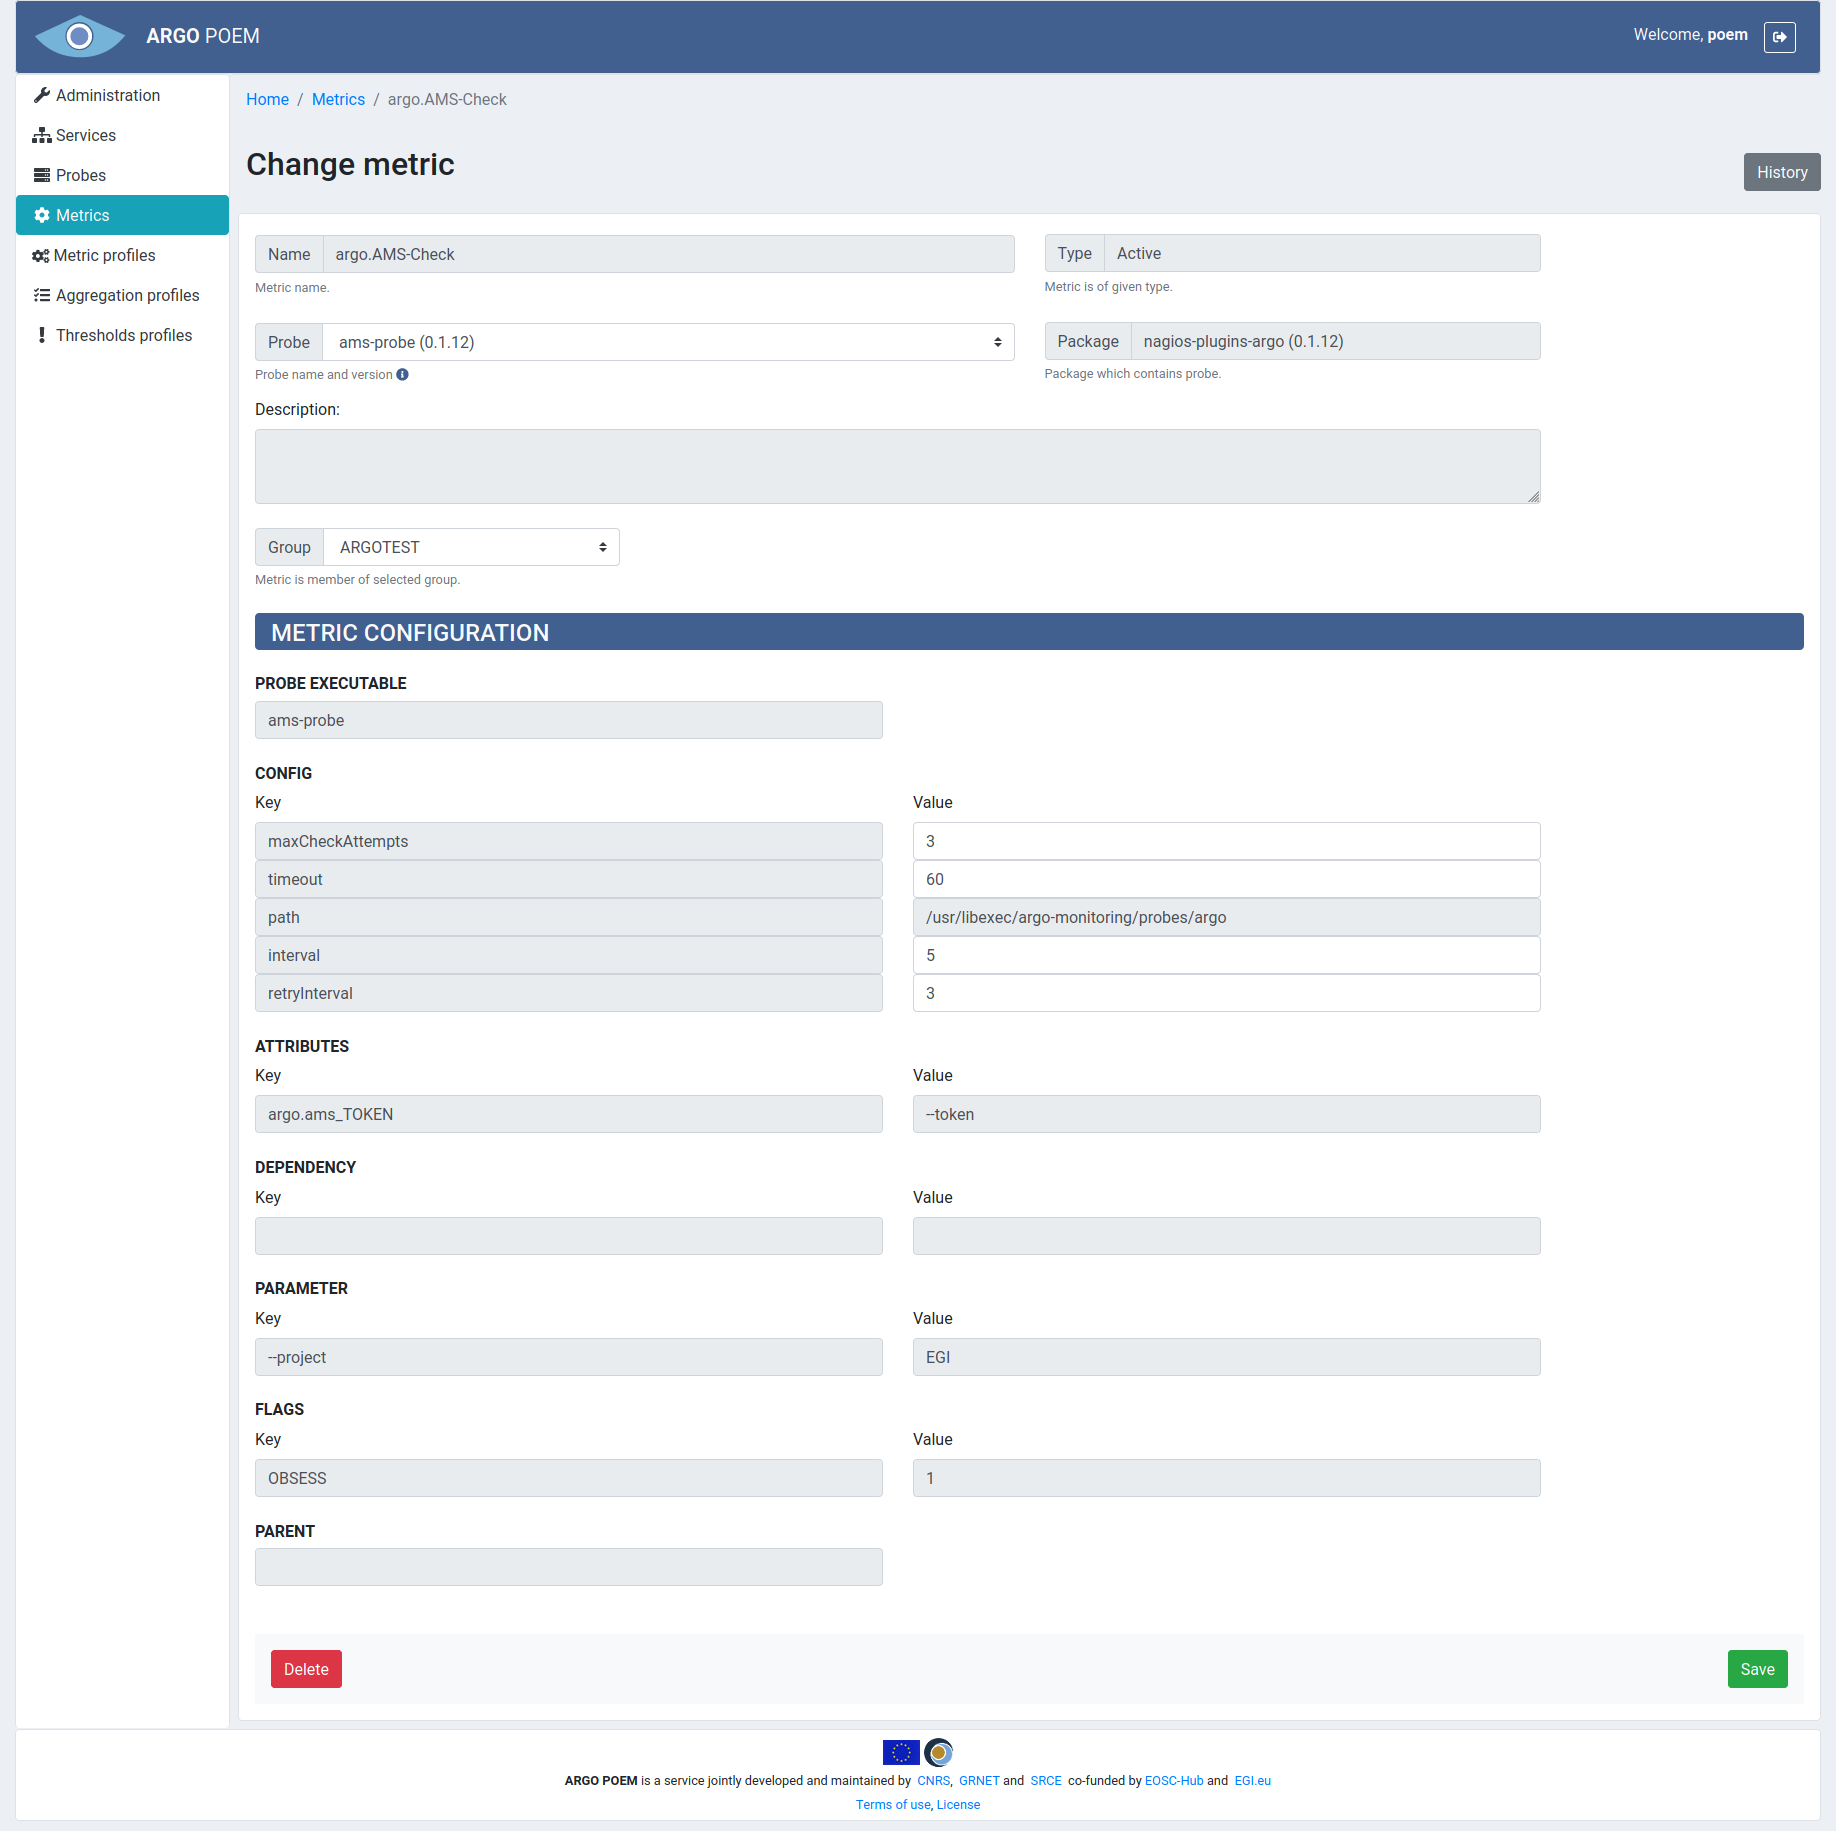 ARGO POEM
Welcome, poem
Administration
Services
Probes
Metrics
Metric profiles
Aggregation profiles
Thresholds profiles
Home / Metrics / argo.AMS-Check
Change metric
History
Name argo.AMS-Check
Metric name.
Type Active
Metric is of given type.
Probe ams-probe (0.1.12)
Probe name and version
Package nagios-plugins-argo (0.1.12)
Package which contains probe.
Description:
Group ARGOTEST
Metric is member of selected group.
METRIC CONFIGURATION
PROBE EXECUTABLE
ams-probe
CONFIG
Key Value
maxCheckAttempts 3
timeout 60
path /usr/libexec/argo-monitoring/probes/argo
interval 5
retryInterval 3
ATTRIBUTES
Key Value
argo.ams_TOKEN --token
DEPENDENCY
Key Value
PARAMETER
Key Value
--project EGI
FLAGS
Key Value
OBSESS 1
PARENT
Delete Save
ARGO POEM is a service jointly developed and maintained by CNRS, GRNET and SRCE co-funded by EOSC-Hub and EGI.eu
Terms of use, License